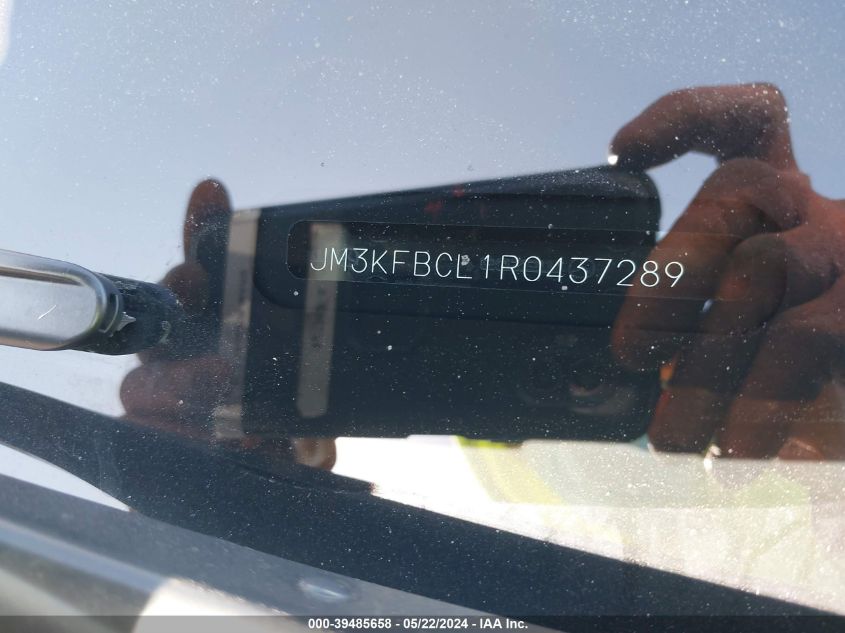 JM3KFBCL1R0437289
000-39485658 - 05/22/2024 - IAA Inc.